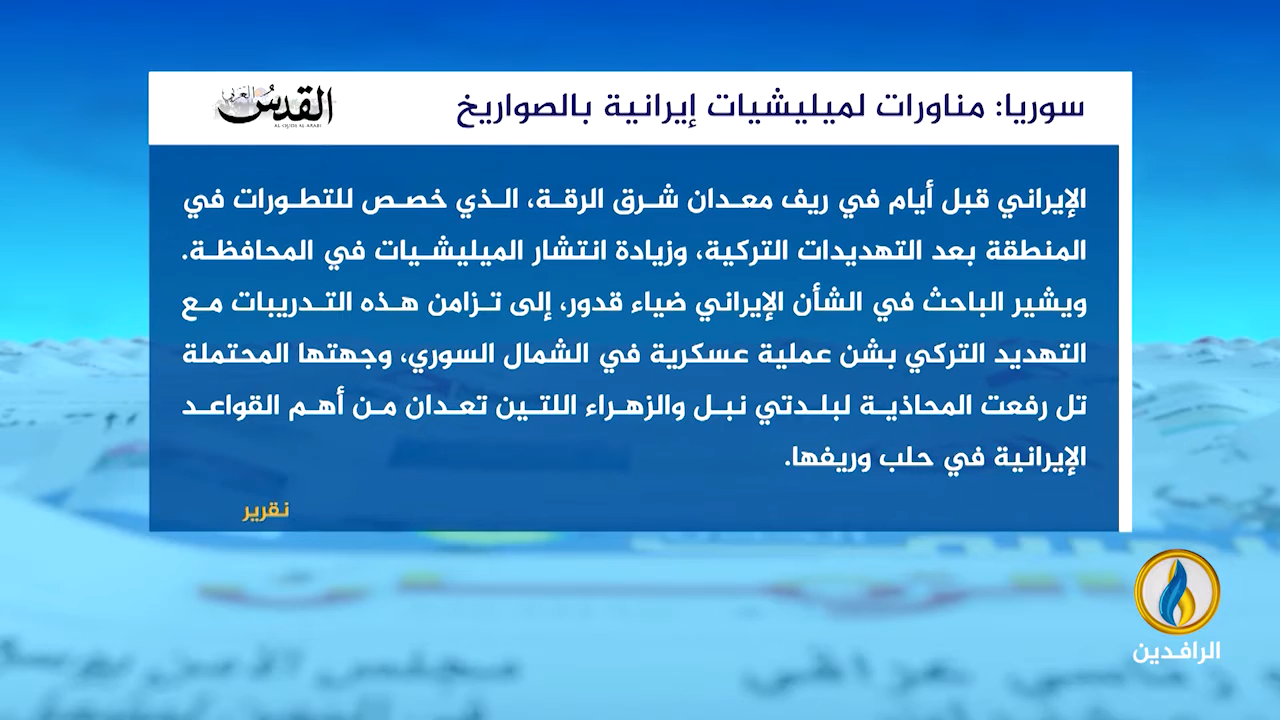 سوريا: مناورات لميليشيات إيرانية بالصواريخ
القدس العربي
AL-QUDS AL-ARABI
الإيراني قبل أيام في ريف معدان شرق الرقة، الذي خصص للتطورات في
المنطقة بعد التهديدات التركية، وزيادة انتشار الميليشيات في المحافظة.
ويشير الباحث في الشأن الإيراني ضياء قدور، إلى تزامن هذه التدريبات مع
التهديد التركي بشن عملية عسكرية في الشمال السوري، وجهتها المحتملة
تل رفعت المحاذية لبلدتي نبل والزهراء اللتين تعدان من أهم القواعد
الإيرانية في حلب وريفها.
تقرير
الرافدين
مجلس الأمن